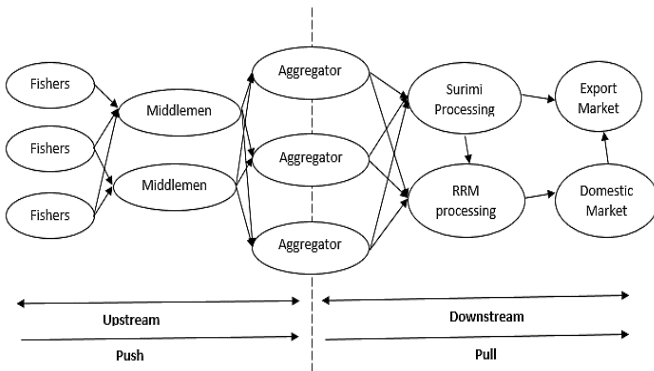 Fishers
Fishers
Fishers
Middlemen
Middlemen
Aggregator
Aggregator
Aggregator
Surimi
Processing
RRM
processing
Export
Market
Domestic
Market
Upstream
Downstream
Push
Pull